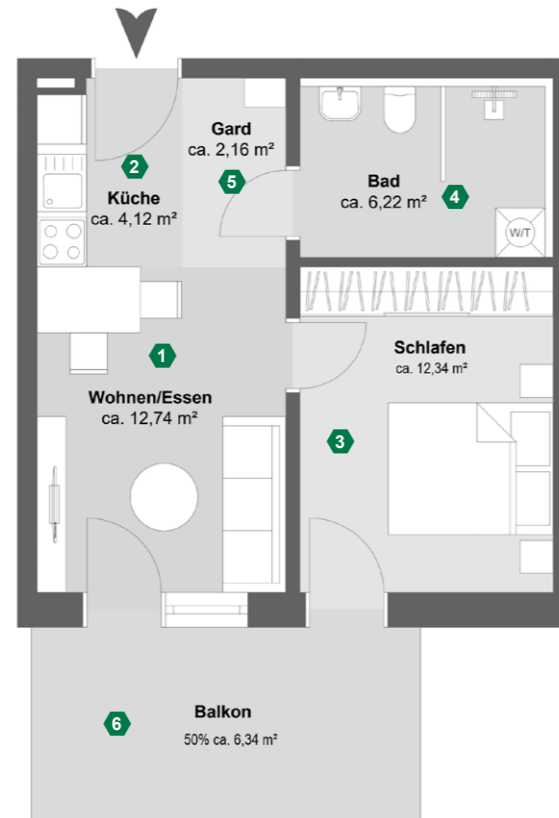 2
Küche
ca. 4,12 m²
Gard
ca. 2,16 m²
5
Bad
ca. 6,22 m²
4
W/T
1
Wohnen/Essen
ca. 12,74 m²
Schlafen
ca. 12,34 m²
3
6
Balkon
50% ca. 6,34 m²